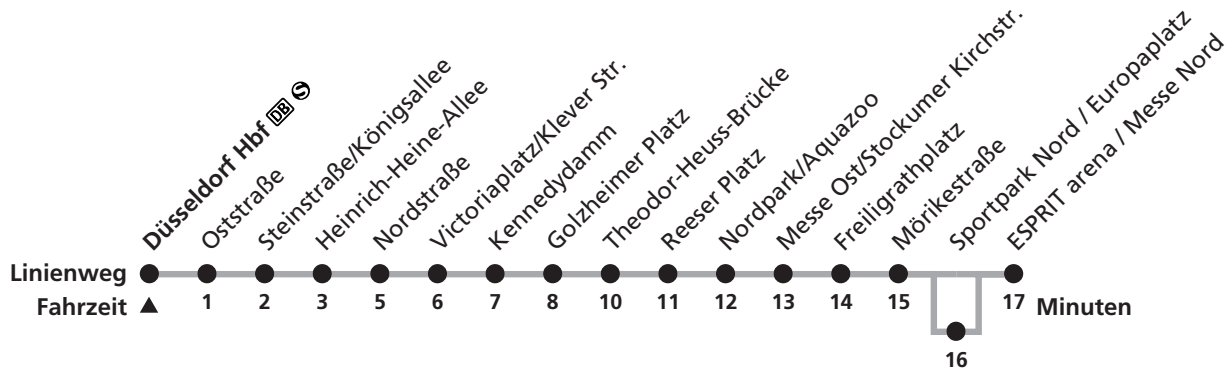 Düsseldorf Hbf DB S
Oststraße
Steinstraße/Königsallee
Heinrich-Heine-Allee
Nordstraße
Victoriaplatz/Klever Str.
Kennedydamm
Golzheimer Platz
Theodor-Heuss-Brücke
Reeser Platz
Nordpark/Aquazoo
Messe Ost/Stockumer Kirchstr.
Freiligrathplatz
Mörikestraße
Sportpark Nord / Europaplatz
ESPRIT arena / Messe Nord
Linienweg
Fahrzeit 1 2 3 5 6 7 8 10 11 12 13 14 15 17 Minuten
16